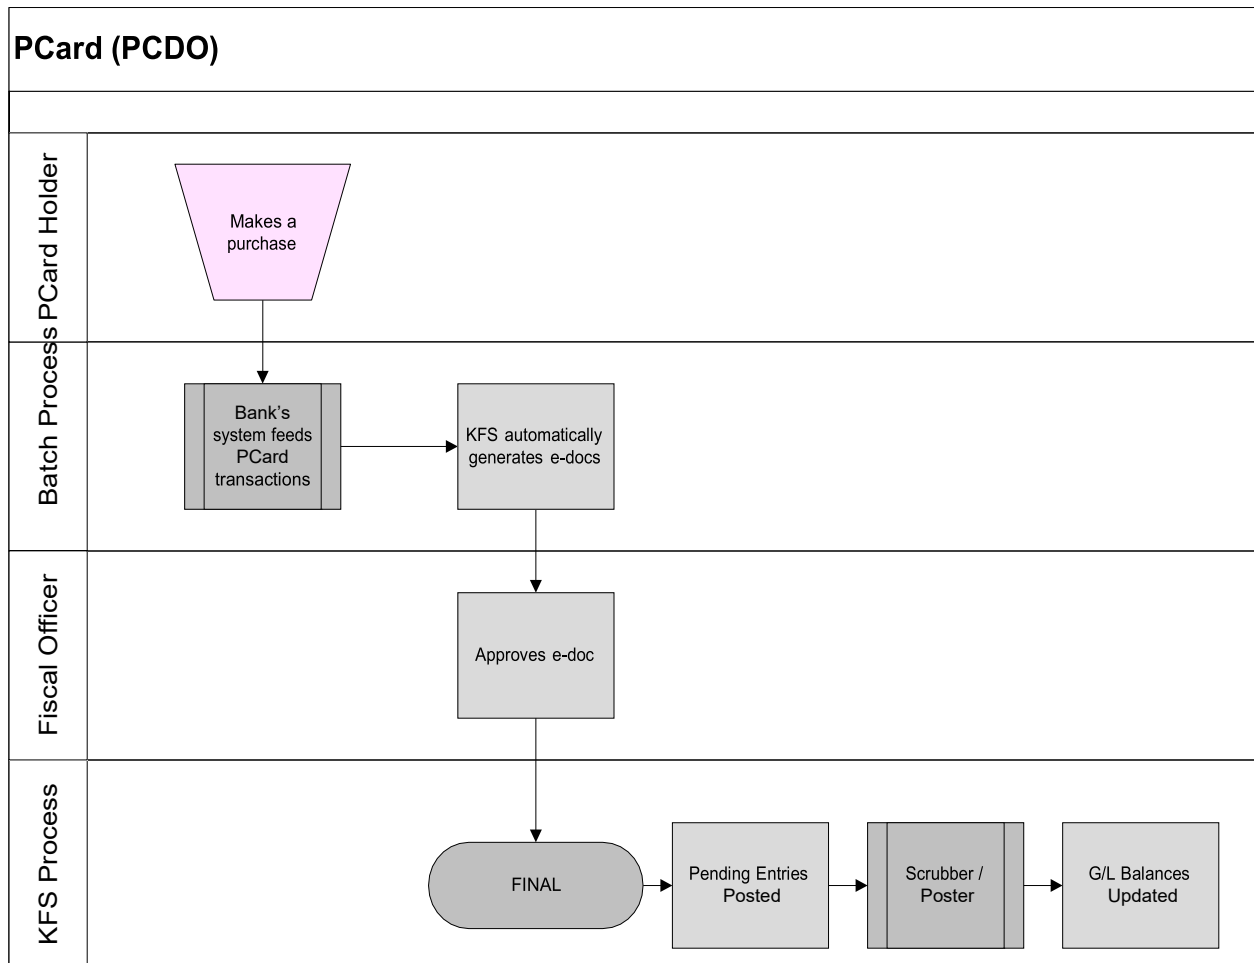 PCard (PCDO)
PCard Holder
Makes a
purchase
Batch Process
Bank's
system feeds
PCard
transactions
KFS automatically
generates e-docs
Fiscal Officer
Approves e-doc
KFS Process
FINAL
Pending Entries
Posted
Scrubber /
Poster
G/L Balances
Updated